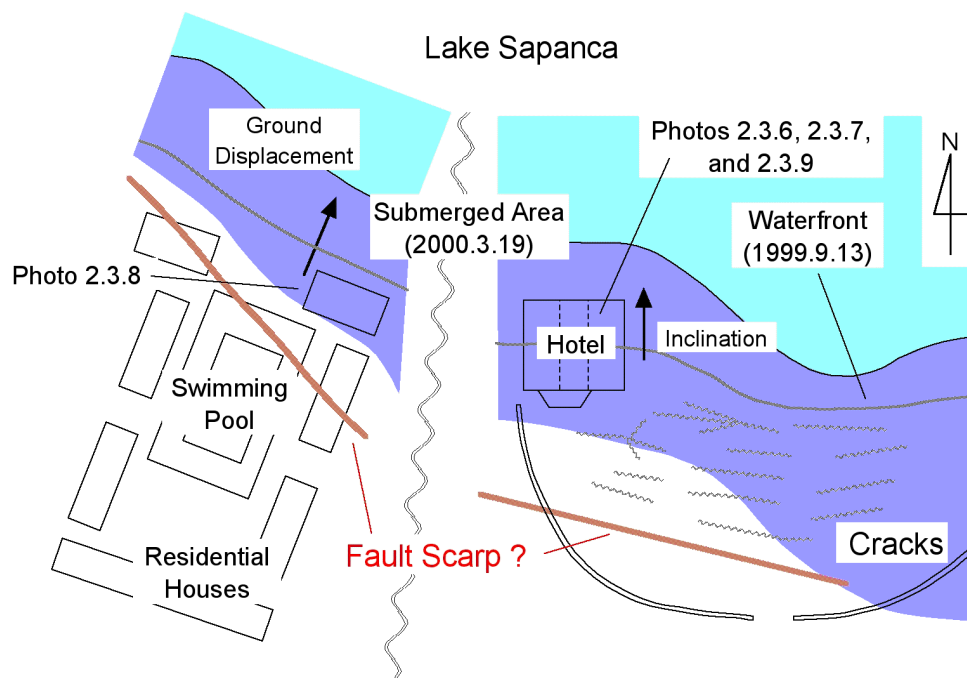 Lake Sapanca
Ground
Displacement
Photos 2.3.6, 2.3.7,
and 2.3.9
N
Submerged Area
(2000.3.19)
Waterfront
(1999.9.13)
Photo 2.3.8
Hotel
Inclination
Swimming
Pool
Residential
Houses
Fault Scarp ?
Cracks